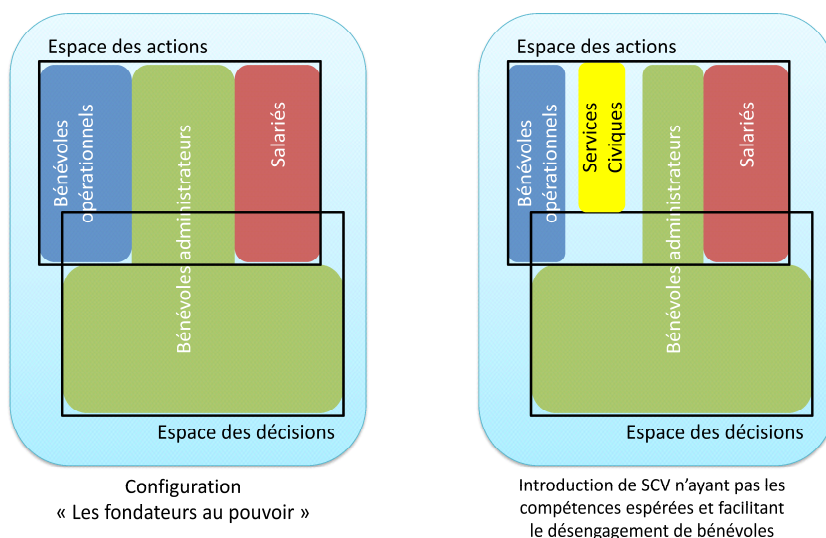 Espace des actions
Bénévoles
opérationnels
Bénévoles administrateurs
Salariés
Espace des décisions
Configuration
« Les fondateurs au pouvoir »
Espace des actions
Bénévoles
opérationnels
Services
Civiques
Bénévoles administrateurs
Salariés
Espace des décisions
Introduction de SCV n’ayant pas les
compétences espérées et facilitant
le désengagement de bénévoles